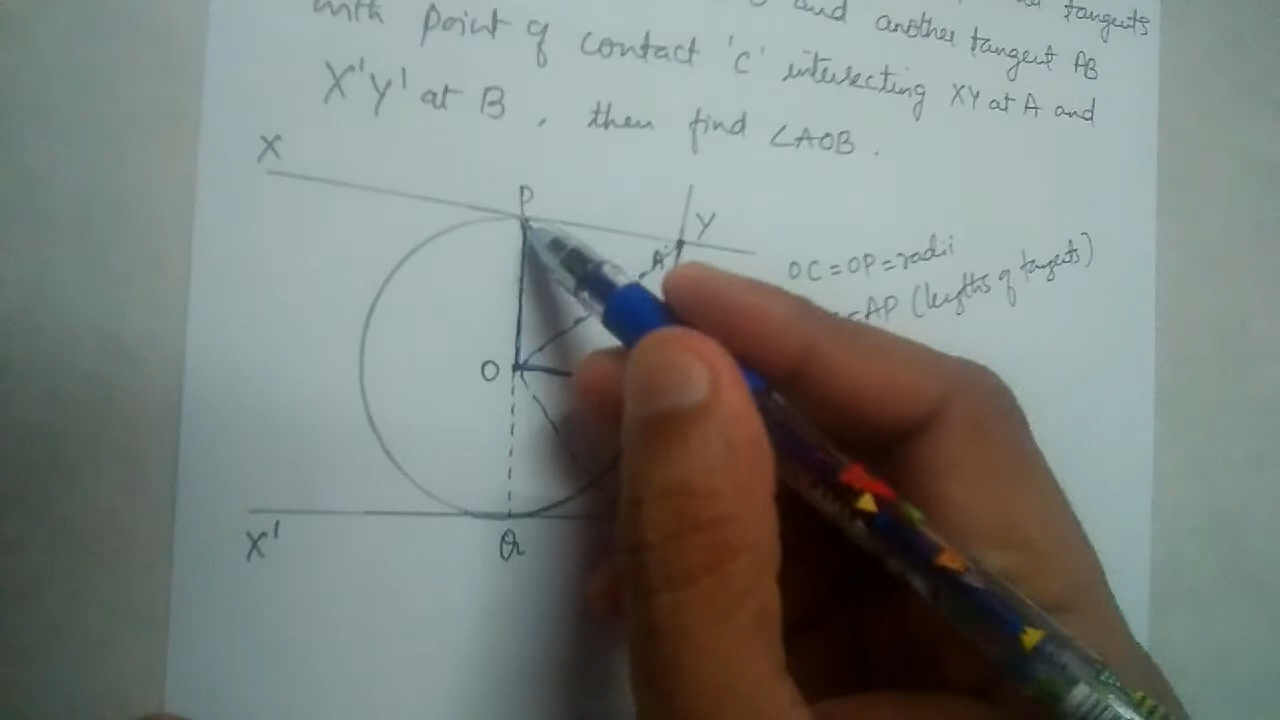 and another tangent AB
with point of contact 'C' intersecting XY at A and
X'Y' at B, then find ∠AOB.
X
P
Y
A
OC=OP=radii
=AP (lengths of tangents)
O
X'
Q